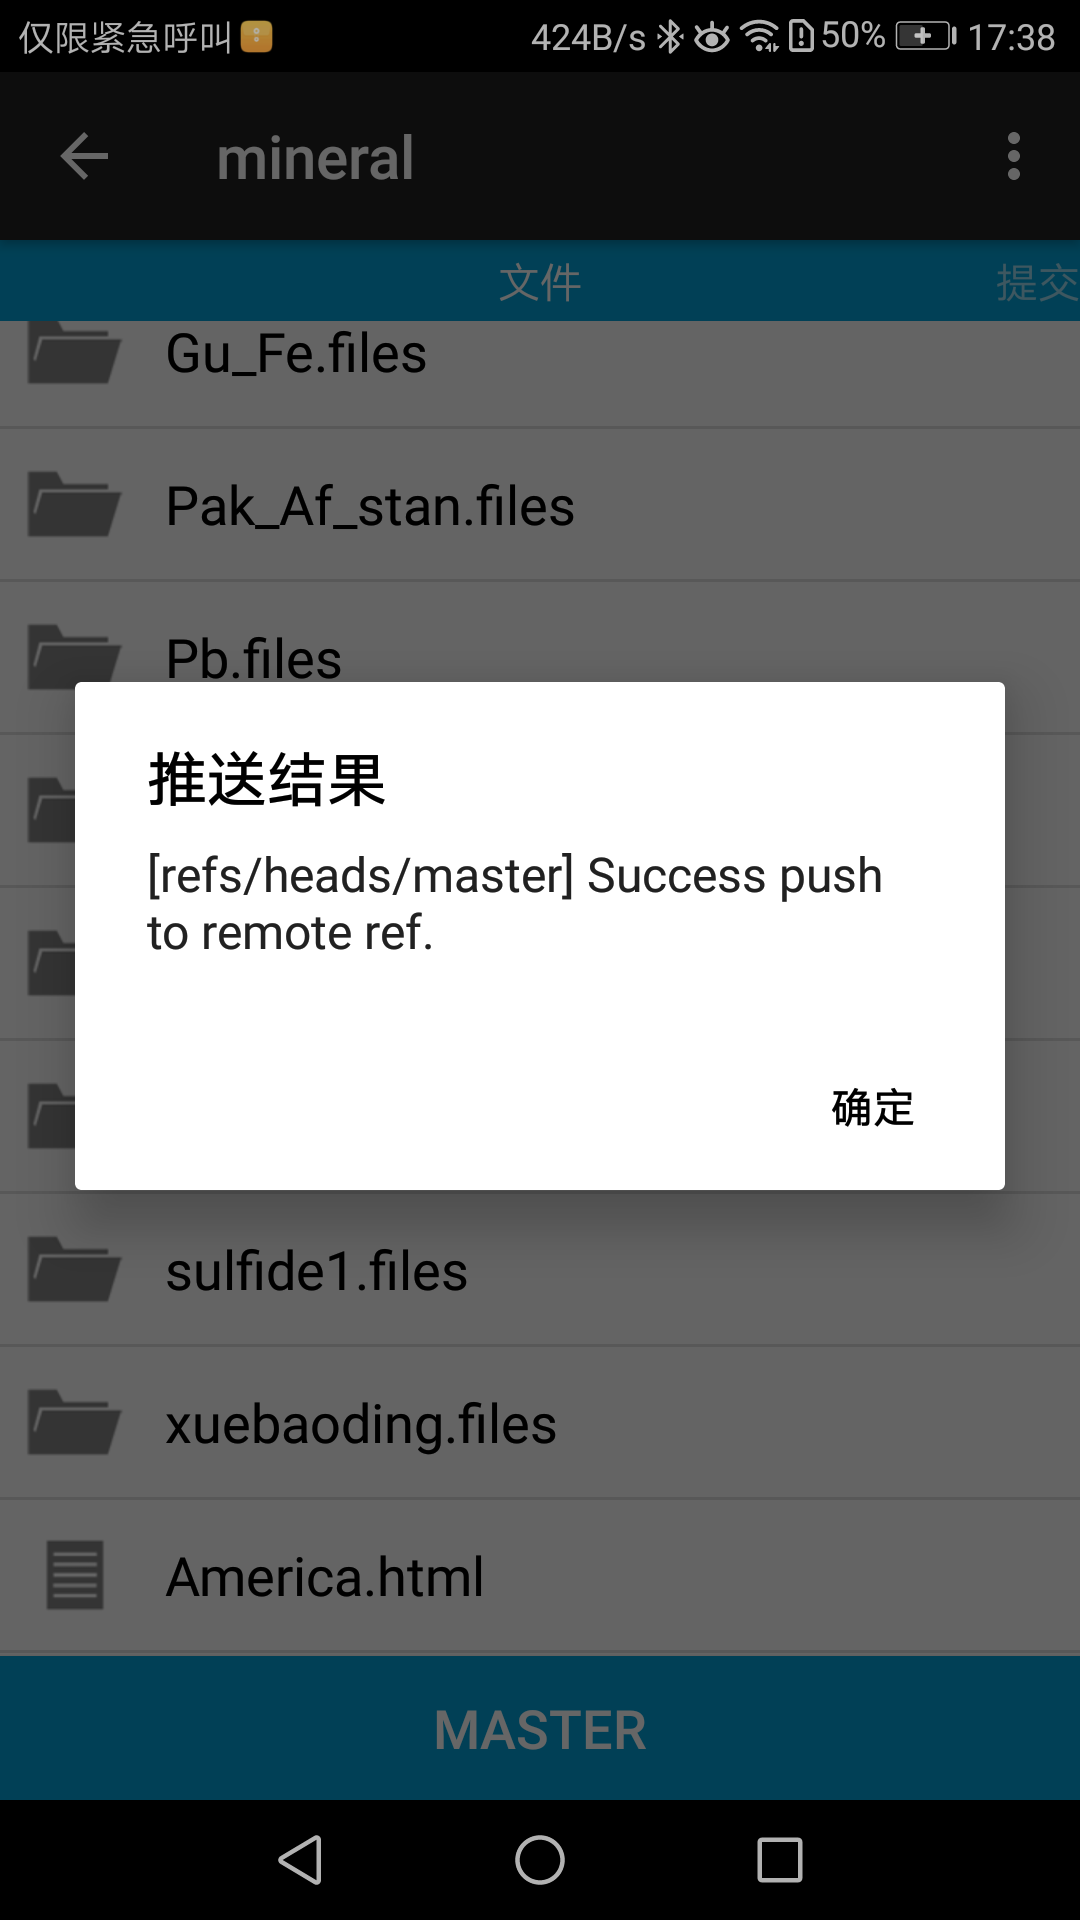 仅限紧急呼叫 424B/s 50% 17:38
mineral
文件 提交
Gu_Fe.files
Pak_Af_stan.files
Pb.files
推送结果
[refs/heads/master] Success push
to remote ref.
确定
sulfide1.files
xuebaoding.files
America.html
MASTER